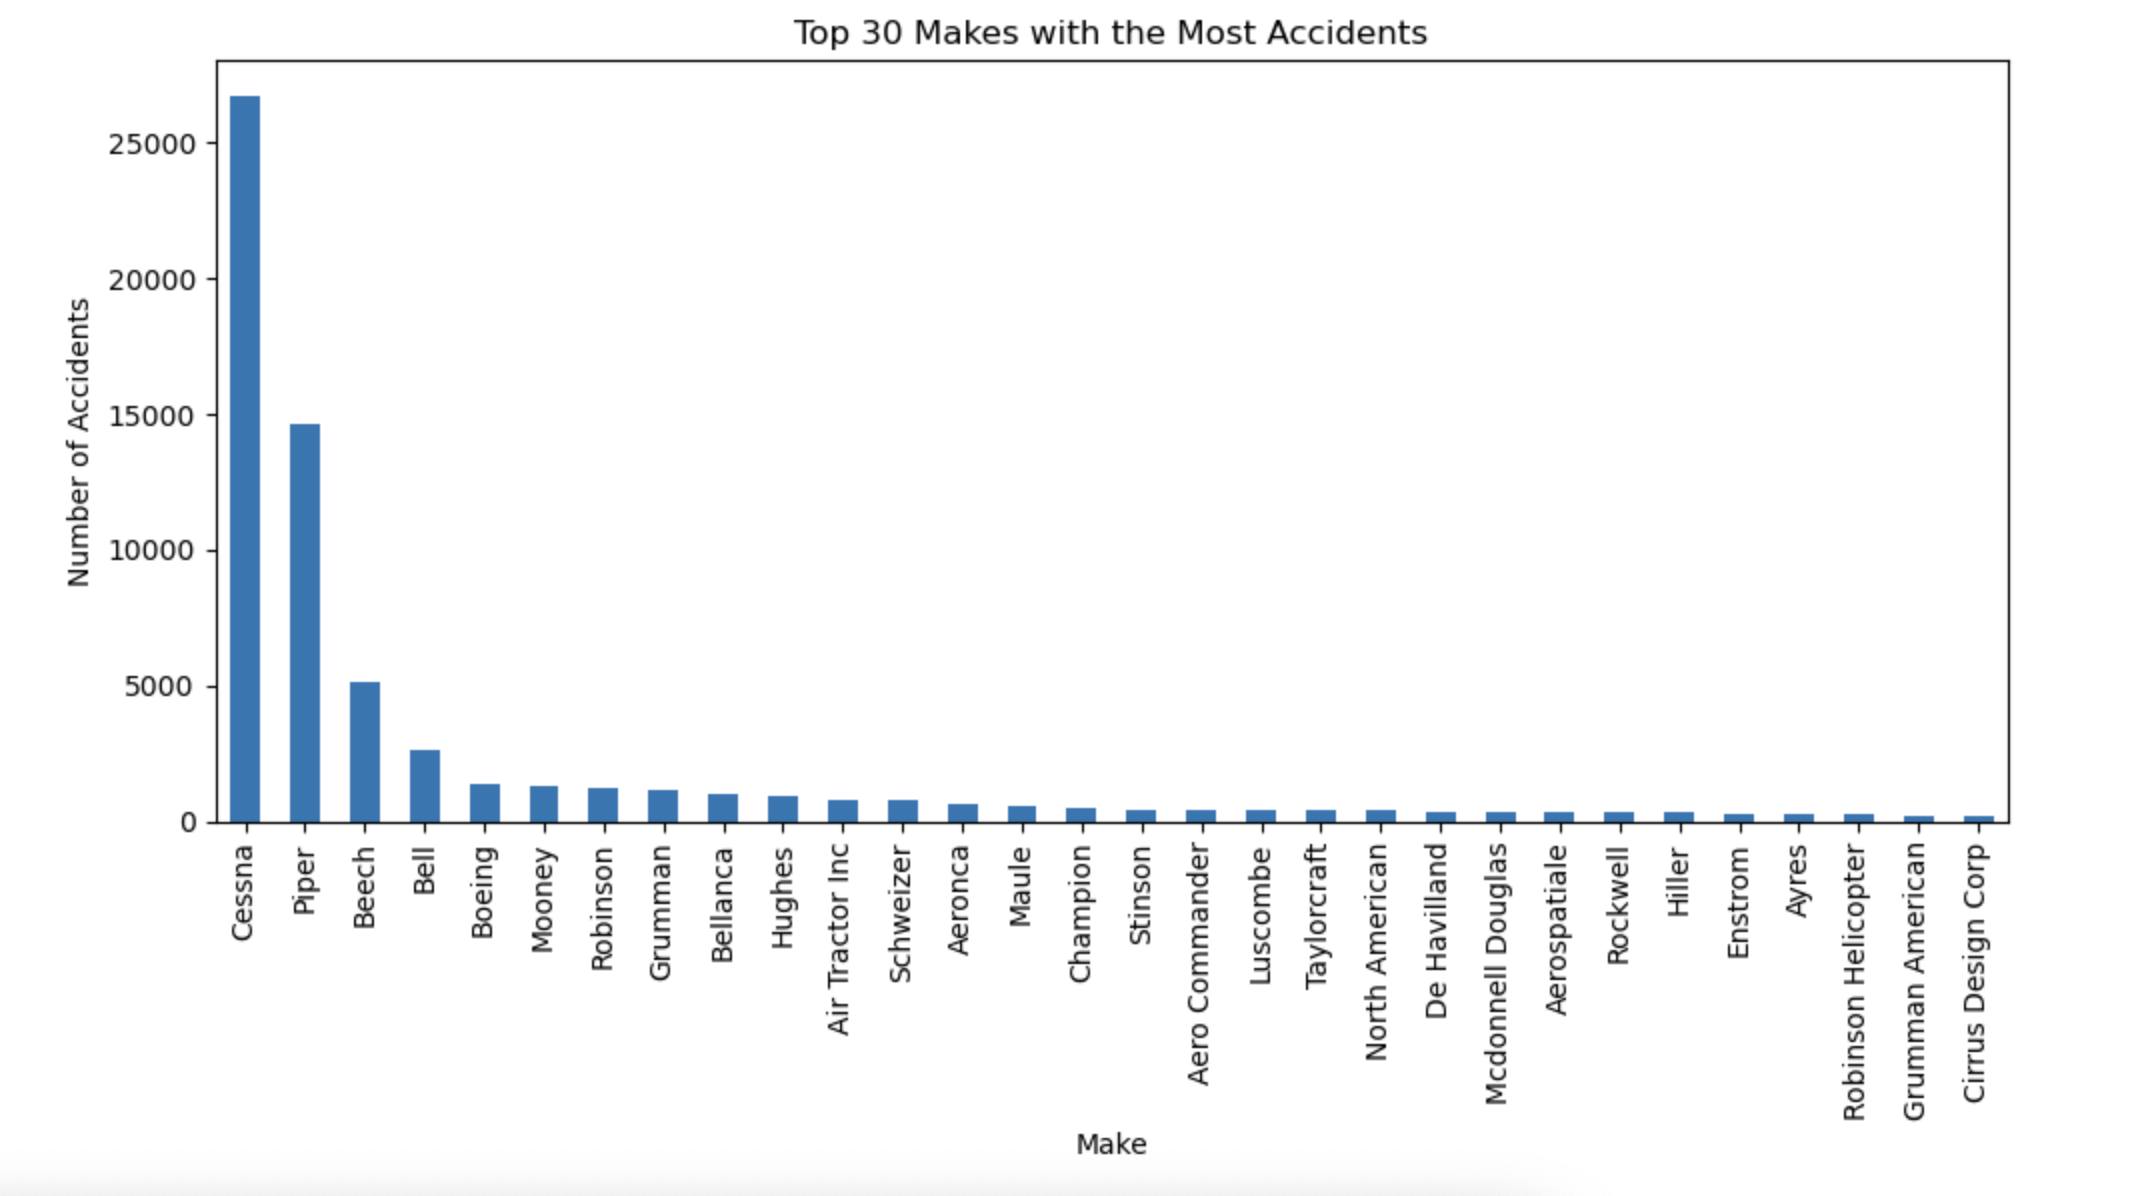 Top 30 Makes with the Most Accidents
Number of Accidents
25000
20000
15000
10000
5000
0
Cessna
Piper
Beech
Bell
Boeing
Mooney
Robinson
Grumman
Bellanca
Hughes
Air Tractor Inc
Schweizer
Aeronca
Maule
Champion
Stinson
Aero Commander
Luscombe
Taylorcraft
North American
De Havilland
Mcdonnell Douglas
Aerospatiale
Rockwell
Hiller
Enstrom
Ayres
Robinson Helicopter
Grumman American
Cirrus Design Corp
Make